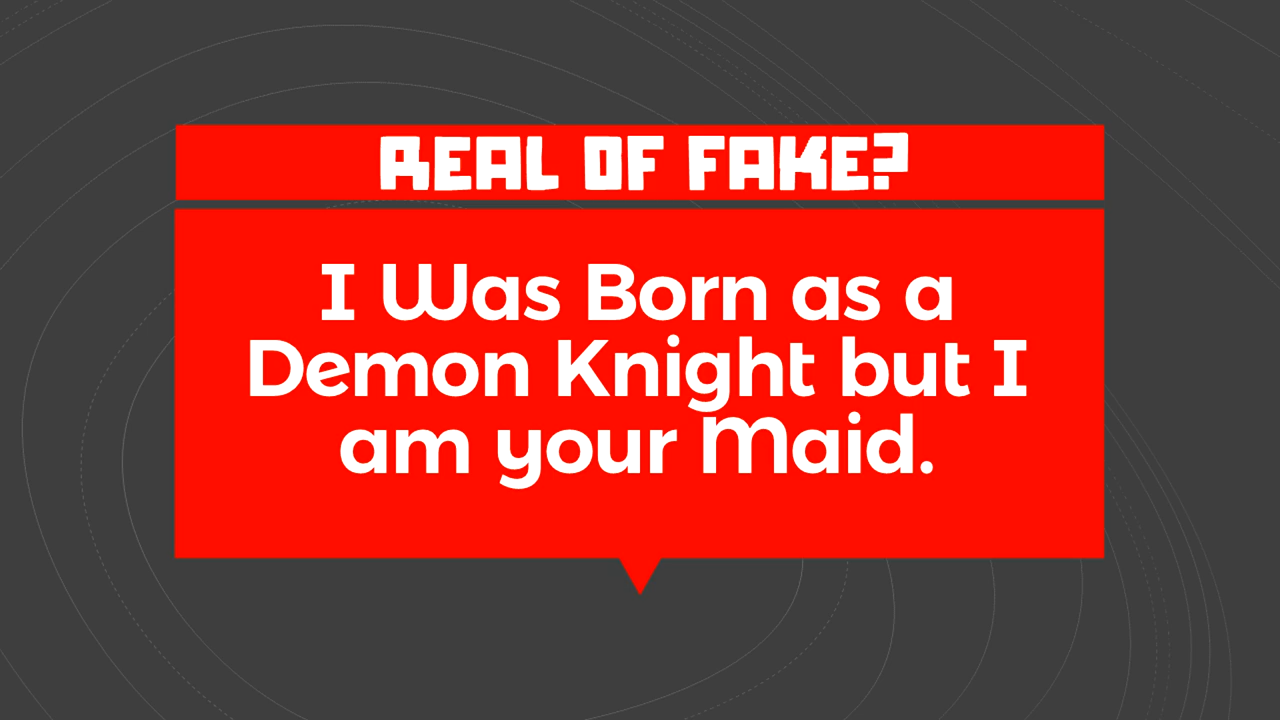 REAL OF FAKE?
I Was Born as a
Demon Knight but I
am your Maid.